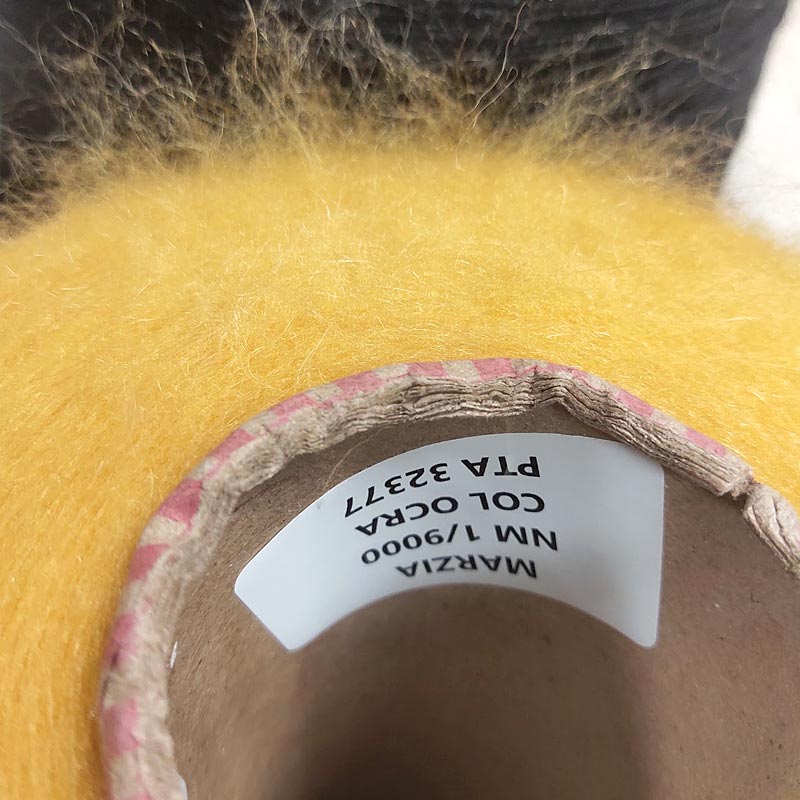 MARZIA
NM 1/9000
COL OCRA
PTA 32377